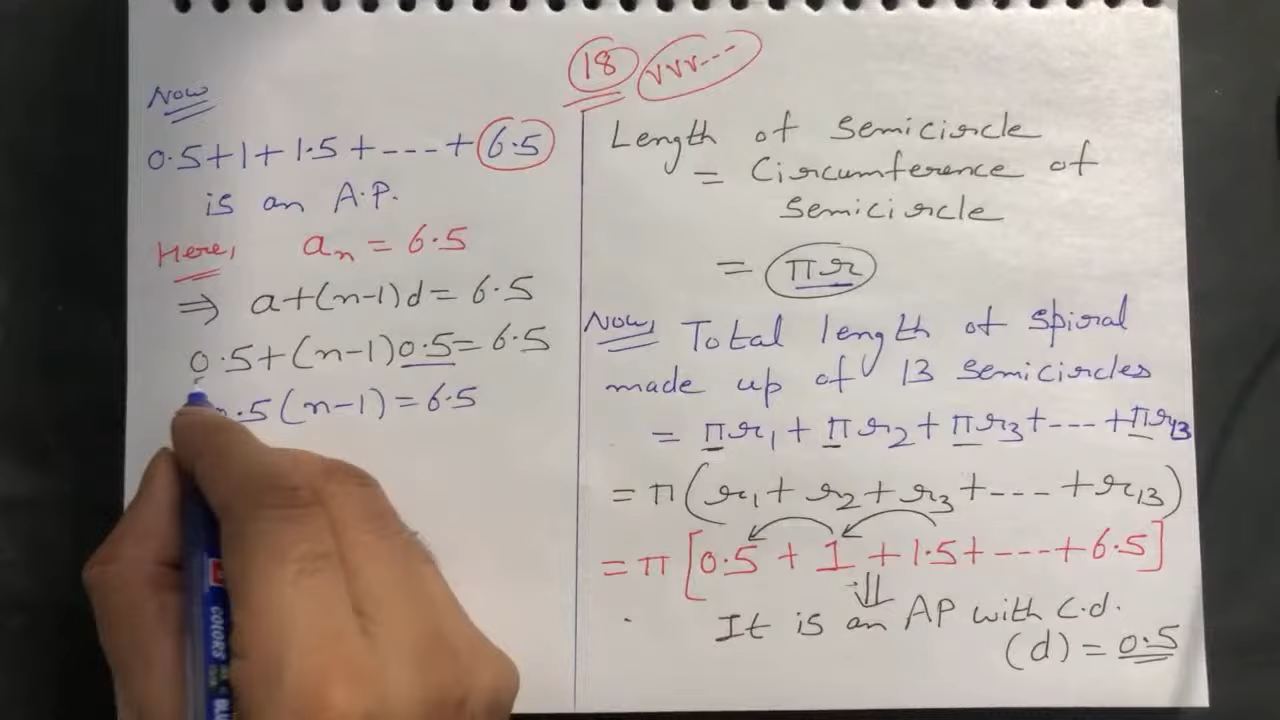 18 √√√---
Now
0.5+1+1.5+----+6.5
is an A.P.
Here, aₙ = 6.5
⇒ a+(n-1)d = 6.5
0.5+(n-1)0.5=6.5
.5(n-1)=6.5
Length of semicircle
= Circumference of
semicircle
= πr
Now, Total length of spiral
made up of 13 semicircles
= πr₁+πr₂+πr₃+----+πr₁₃
=π(r₁+r₂+r₃+----+r₁₃)
=π[0.5+1+1.5+----+6.5]
⇓
It is an AP with c.d.
(d)=0.5
COLORS